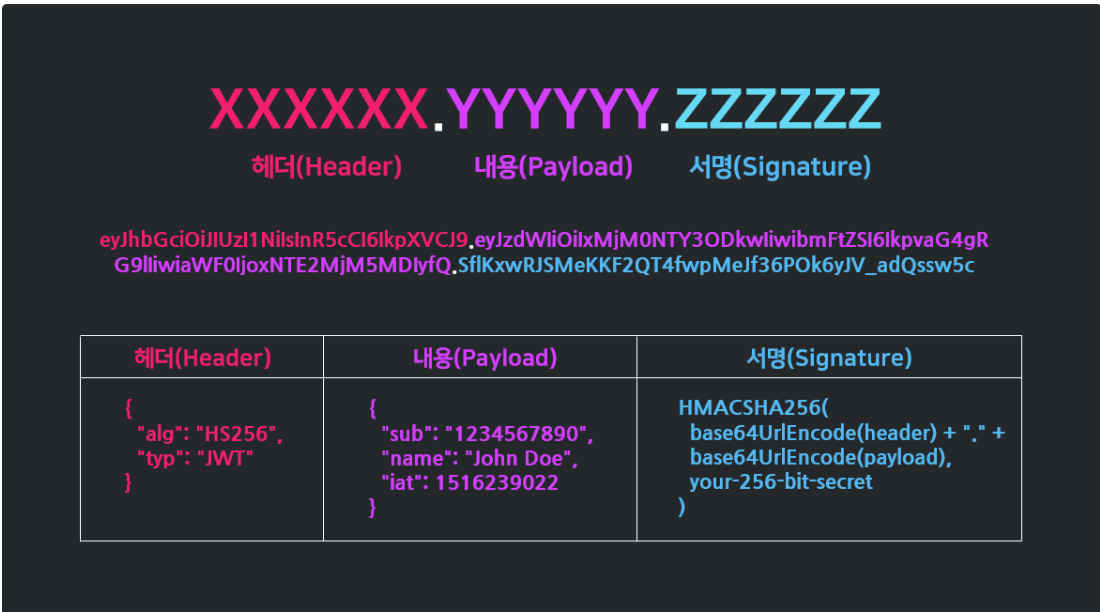 XXXXXX.YYYYYY.ZZZZZZ
헤더(Header) 내용(Payload) 서명(Signature)
eyJhbGciOiJIUzI1NiIsInR5cCI6IkpXVCJ9.eyJzdWIiOiIxMjM0NTY3ODkwIiwibmFtZSI6IkpvaG4gR
G9lIiwiaWF0IjoxNTE2MjM5MDIyfQ.SflKxwRJSMeKKF2QT4fwpMeJf36POk6yJV_adQssw5c
헤더(Header) 내용(Payload) 서명(Signature)
{
"alg": "HS256",
"typ": "JWT"
}
{
"sub": "1234567890",
"name": "John Doe",
"iat": 1516239022
}
HMACSHA256(
base64UrlEncode(header) + "." +
base64UrlEncode(payload),
your-256-bit-secret
)